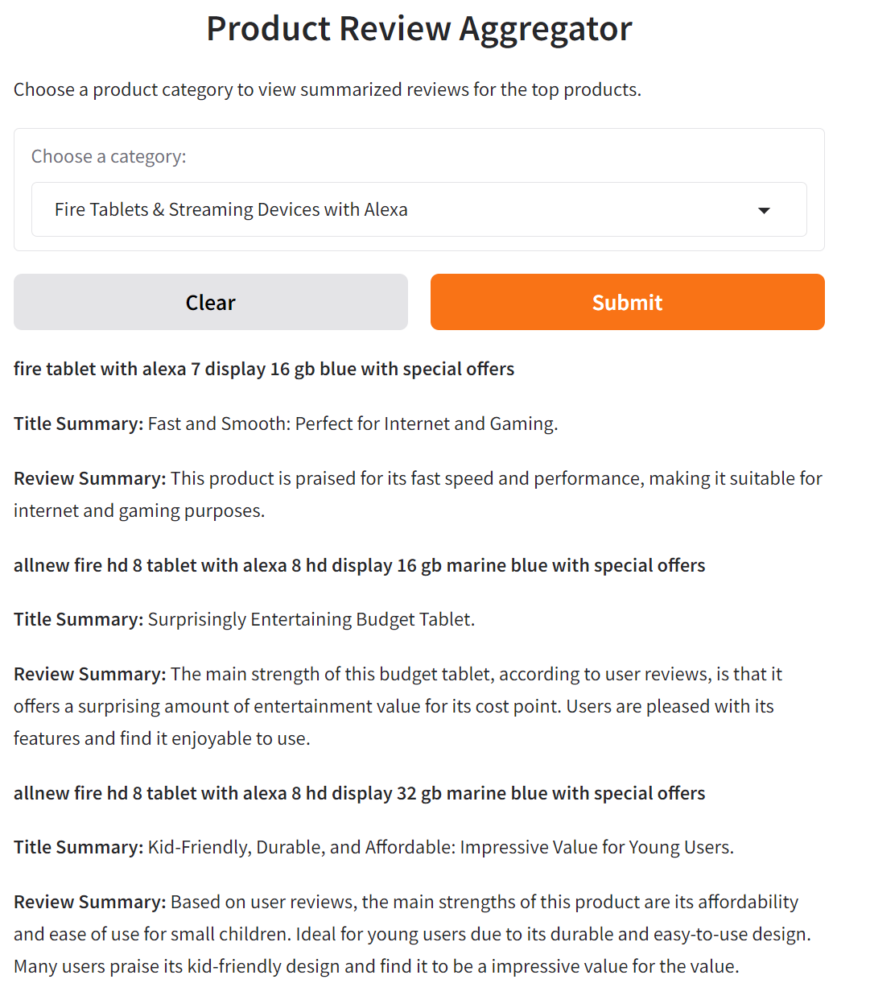 Product Review Aggregator
Choose a product category to view summarized reviews for the top products.
Choose a category:
Fire Tablets & Streaming Devices with Alexa
Clear
Submit
fire tablet with alexa 7 display 16 gb blue with special offers
Title Summary: Fast and Smooth: Perfect for Internet and Gaming.
Review Summary: This product is praised for its fast speed and performance, making it suitable for
internet and gaming purposes.
allnew fire hd 8 tablet with alexa 8 hd display 16 gb marine blue with special offers
Title Summary: Surprisingly Entertaining Budget Tablet.
Review Summary: The main strength of this budget tablet, according to user reviews, is that it
offers a surprising amount of entertainment value for its cost point. Users are pleased with its
features and find it enjoyable to use.
allnew fire hd 8 tablet with alexa 8 hd display 32 gb marine blue with special offers
Title Summary: Kid-Friendly, Durable, and Affordable: Impressive Value for Young Users.
Review Summary: Based on user reviews, the main strengths of this product are its affordability
and ease of use for small children. Ideal for young users due to its durable and easy-to-use design.
Many users praise its kid-friendly design and find it to be a impressive value for the value.